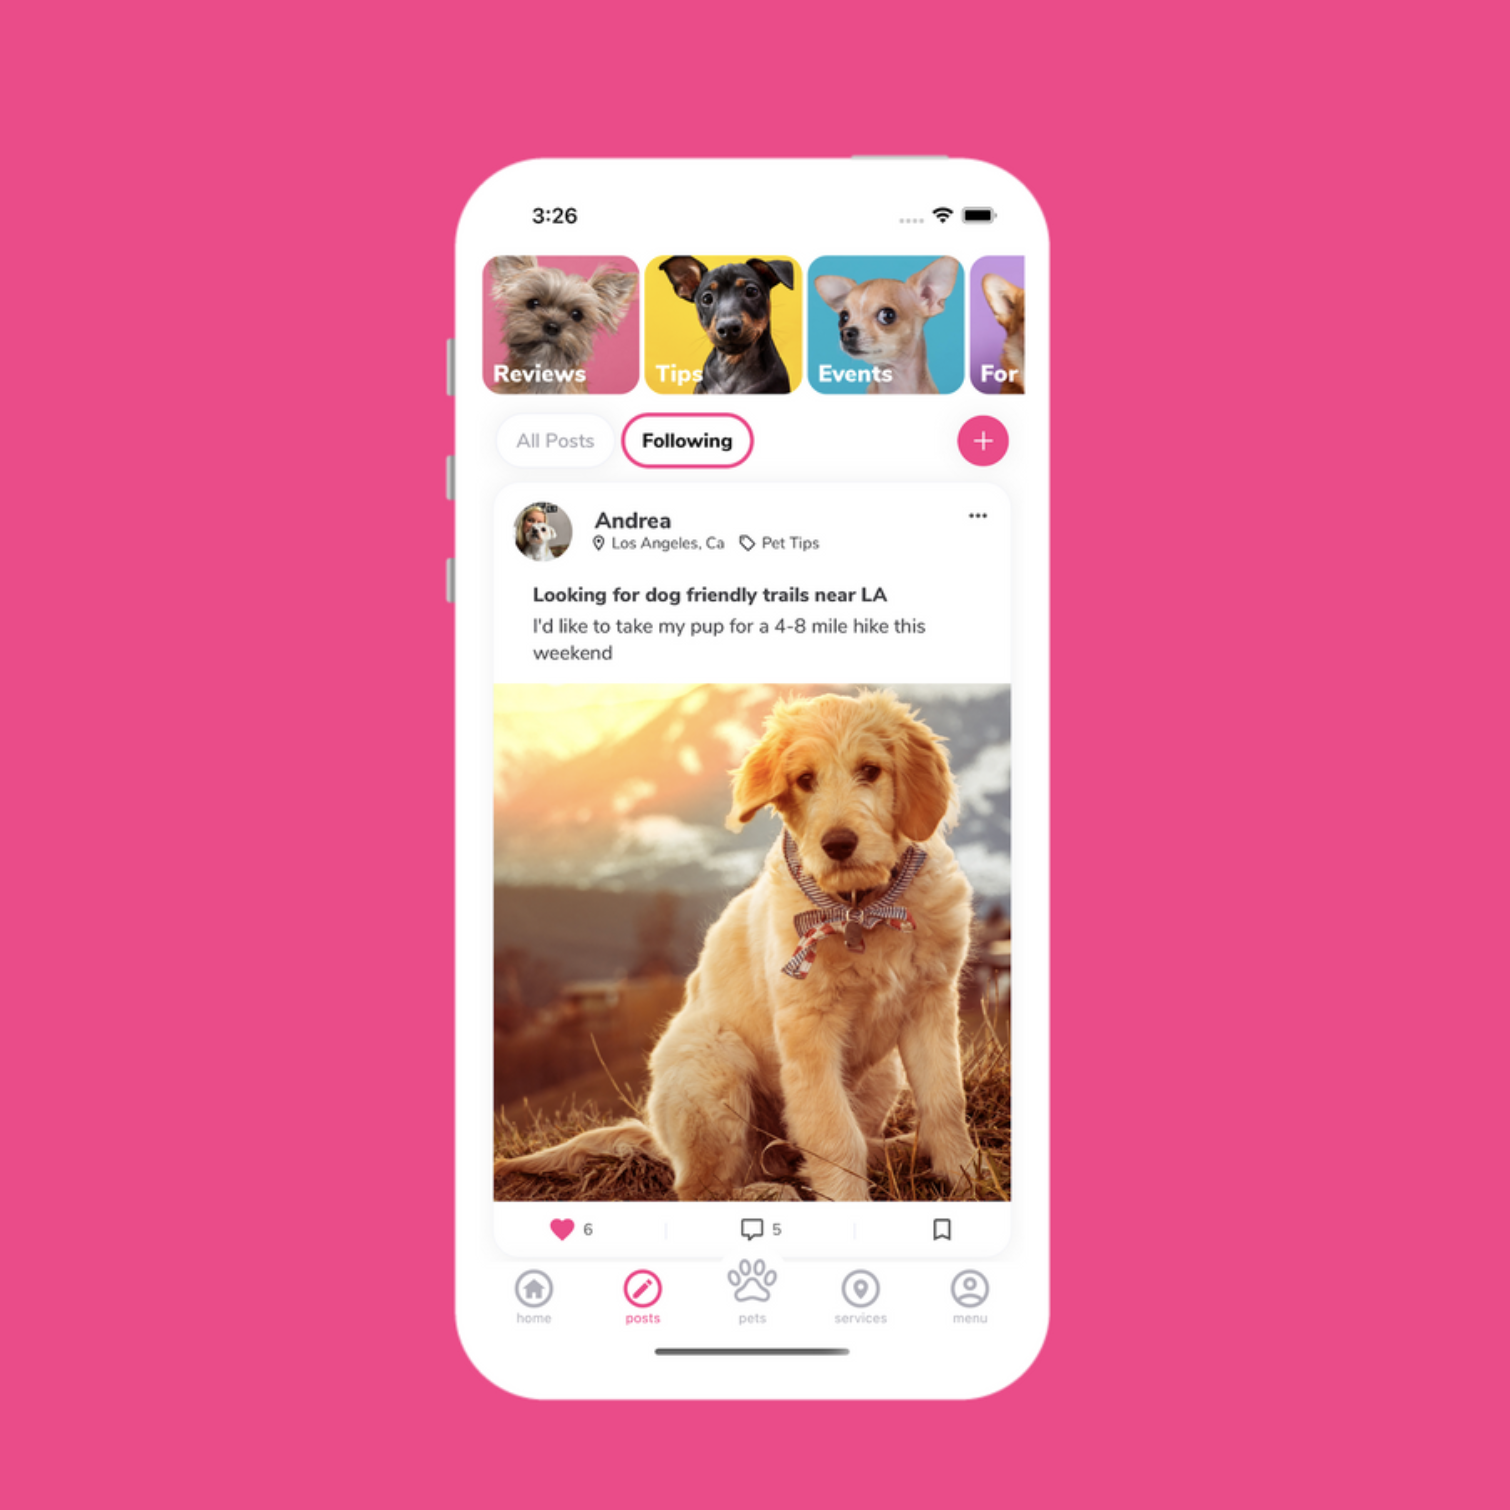 3:26
Reviews
Tips
Events
For
All Posts
Following
Andrea
Los Angeles, Ca
Pet Tips
Looking for dog friendly trails near LA
I'd like to take my pup for a 4-8 mile hike this
weekend
6
5
home
posts
pets
services
menu